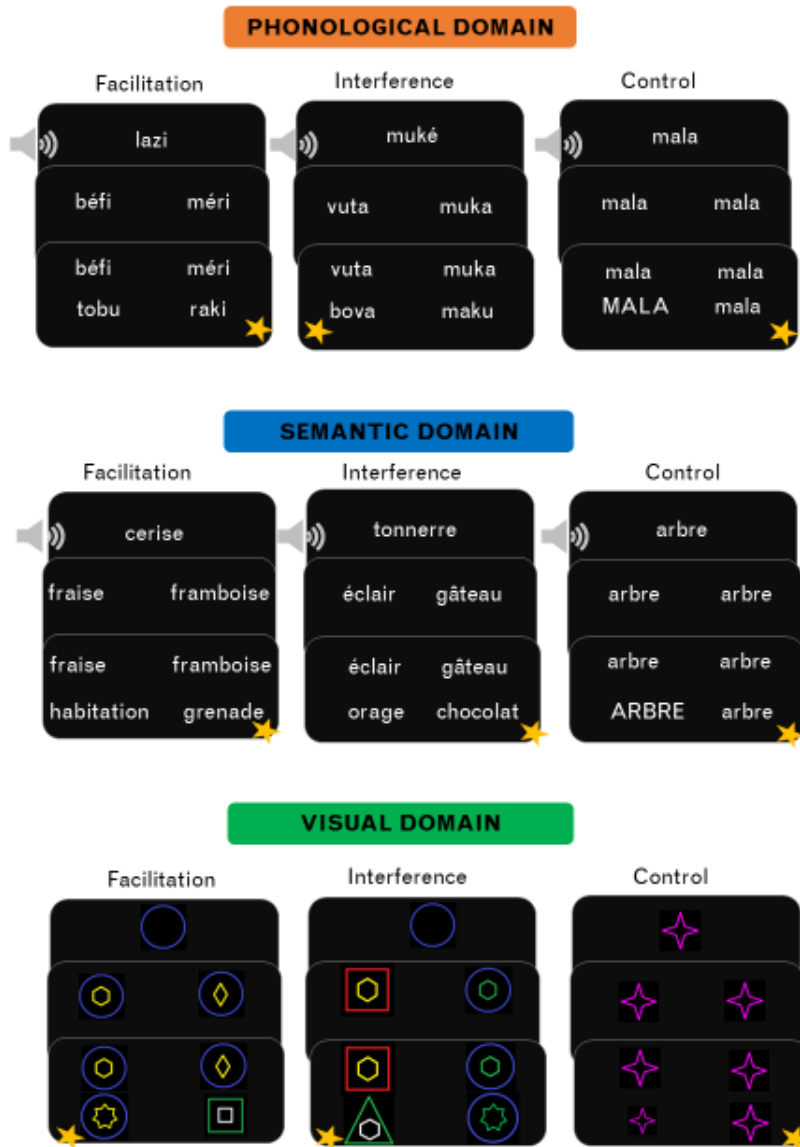 PHONOLOGICAL DOMAIN
Facilitation Interference Control
lazi muké mala
béfi méri vuta muka mala mala
béfi méri vuta muka mala mala
tobu raki bova maku MALA mala
SEMANTIC DOMAIN
Facilitation Interference Control
cerise tonnerre arbre
fraise framboise éclair gâteau arbre arbre
fraise framboise éclair gâteau arbre arbre
habitation grenade orage chocolat ARBRE arbre
VISUAL DOMAIN
Facilitation Interference Control